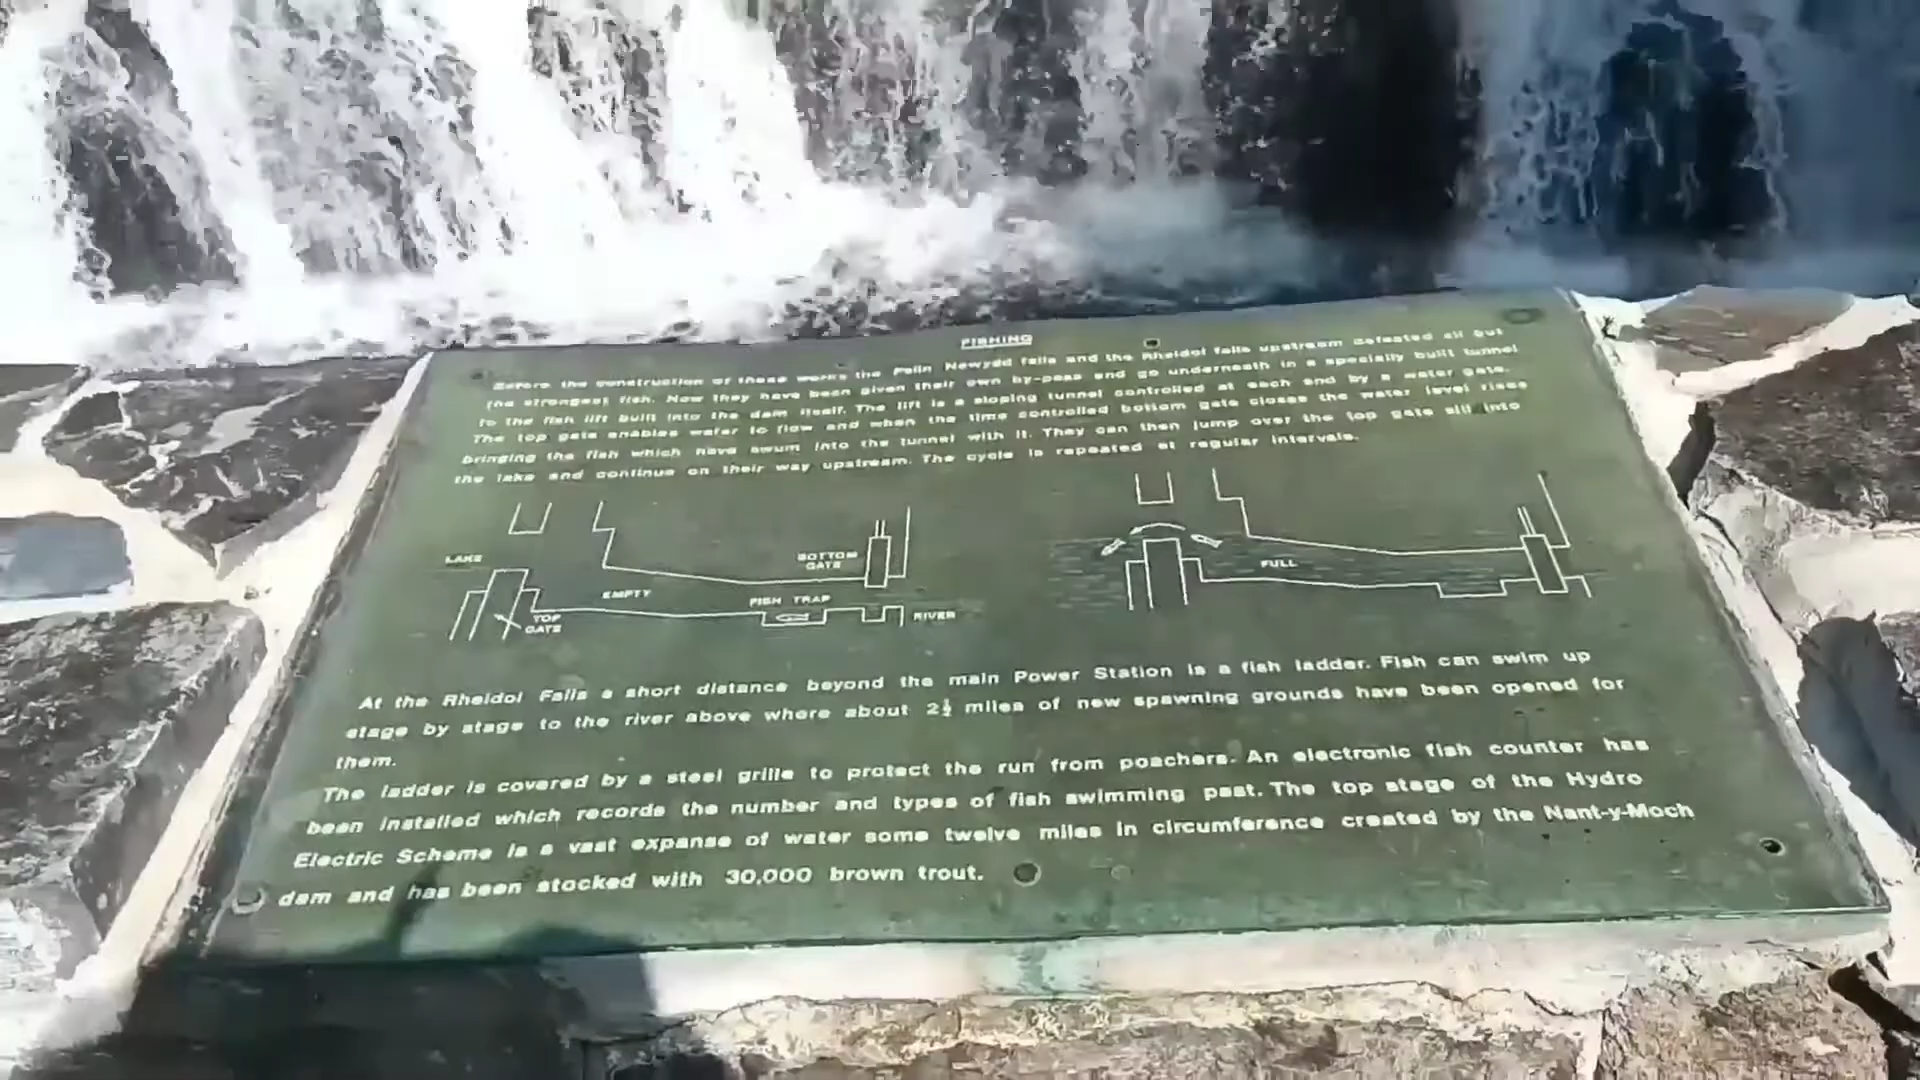 FISHING
Before the construction of these works the Felin Newydd falls and the Rheidol falls upstream defeated all but
the strongest fish. Now they have been given their own by-pass and go underneath in a specially built tunnel
to the fish lift built into the dam itself. The lift is a sloping tunnel controlled at each end by a water gate.
The top gate enables water to flow and when the time controlled bottom gate closes the water level rises
bringing the fish which have swum into the tunnel with it. They can then jump over the top gate sill into
the lake and continue on their way upstream. The cycle is repeated at regular intervals.
LAKE
BOTTOM
GATE
EMPTY
FISH TRAP
TOP
GATE
RIVER
FULL
At the Rheidol Falls a short distance beyond the main Power Station is a fish ladder. Fish can swim up
stage by stage to the river above where about 2½ miles of new spawning grounds have been opened for
them.
The ladder is covered by a steel grille to protect the run from poachers. An electronic fish counter has
been installed which records the number and types of fish swimming past. The top stage of the Hydro
Electric Scheme is a vast expanse of water some twelve miles in circumference created by the Nant-y-Moch
dam and has been stocked with 30,000 brown trout.